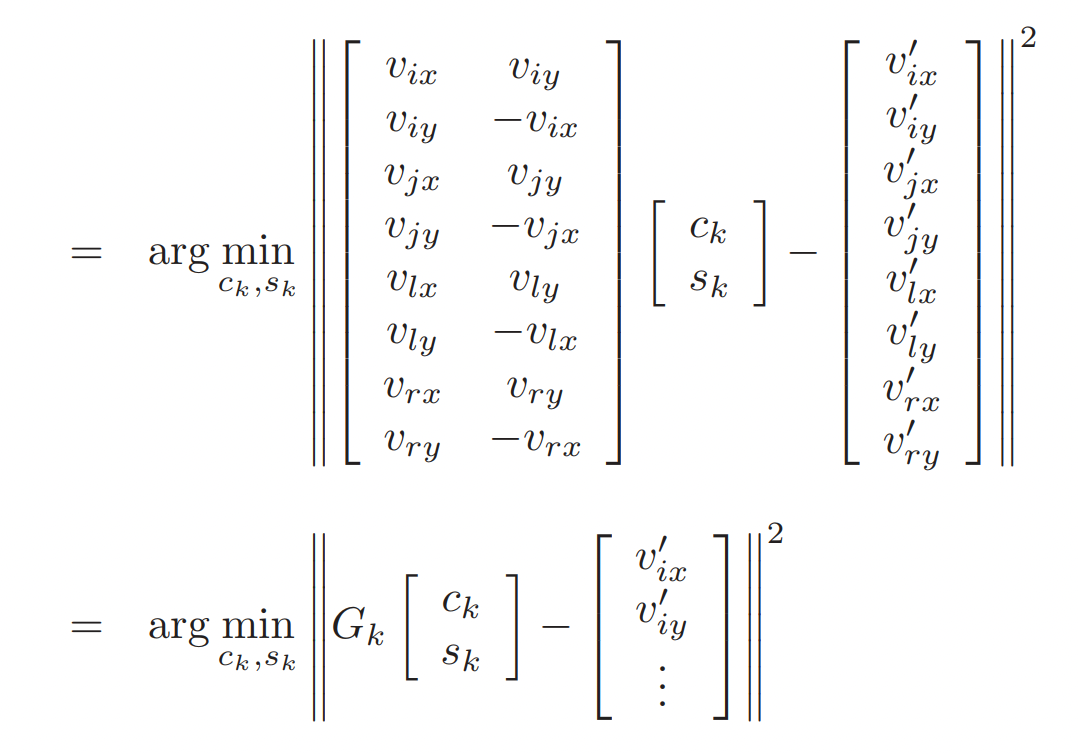 = \arg\min_{c_k,s_k} \left\| \begin{bmatrix} v_{ix} & v_{iy} \\ v_{iy} & -v_{ix} \\ v_{jx} & v_{jy} \\ v_{jy} & -v_{jx} \\ v_{lx} & v_{ly} \\ v_{ly} & -v_{lx} \\ v_{rx} & v_{ry} \\ v_{ry} & -v_{rx} \end{bmatrix} \begin{bmatrix} c_k \\ s_k \end{bmatrix} - \begin{bmatrix} v'_{ix} \\ v'_{iy} \\ v'_{jx} \\ v'_{jy} \\ v'_{lx} \\ v'_{ly} \\ v'_{rx} \\ v'_{ry} \end{bmatrix} \right\|^2
= \arg\min_{c_k,s_k} \left\| G_k \begin{bmatrix} c_k \\ s_k \end{bmatrix} - \begin{bmatrix} v'_{ix} \\ v'_{iy} \\ \vdots \end{bmatrix} \right\|^2